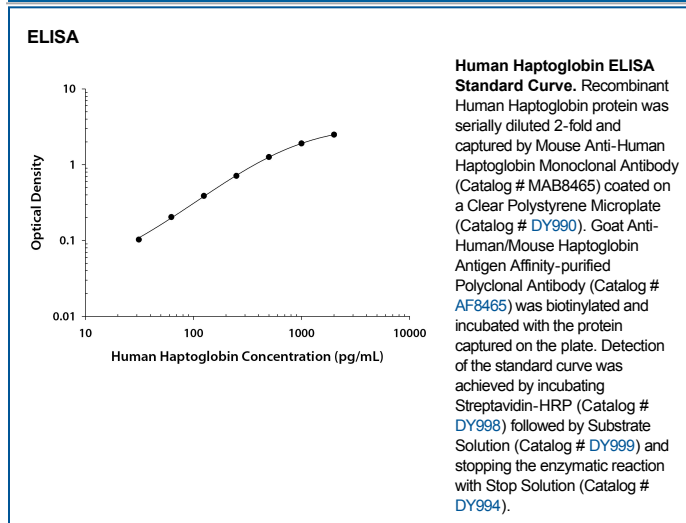 ELISA
10
1
0.1
0.01
Optical Density
10 100 1000 10000
Human Haptoglobin Concentration (pg/mL)
Human Haptoglobin ELISA
Standard Curve. Recombinant
Human Haptoglobin protein was
serially diluted 2-fold and
captured by Mouse Anti-Human
Haptoglobin Monoclonal Antibody
(Catalog # MAB8465) coated on
a Clear Polystyrene Microplate
(Catalog # DY990). Goat Anti-
Human/Mouse Haptoglobin
Antigen Affinity-purified
Polyclonal Antibody (Catalog #
AF8465) was biotinylated and
incubated with the protein
captured on the plate. Detection
of the standard curve was
achieved by incubating
Streptavidin-HRP (Catalog #
DY998) followed by Substrate
Solution (Catalog # DY999) and
stopping the enzymatic reaction
with Stop Solution (Catalog #
DY994).